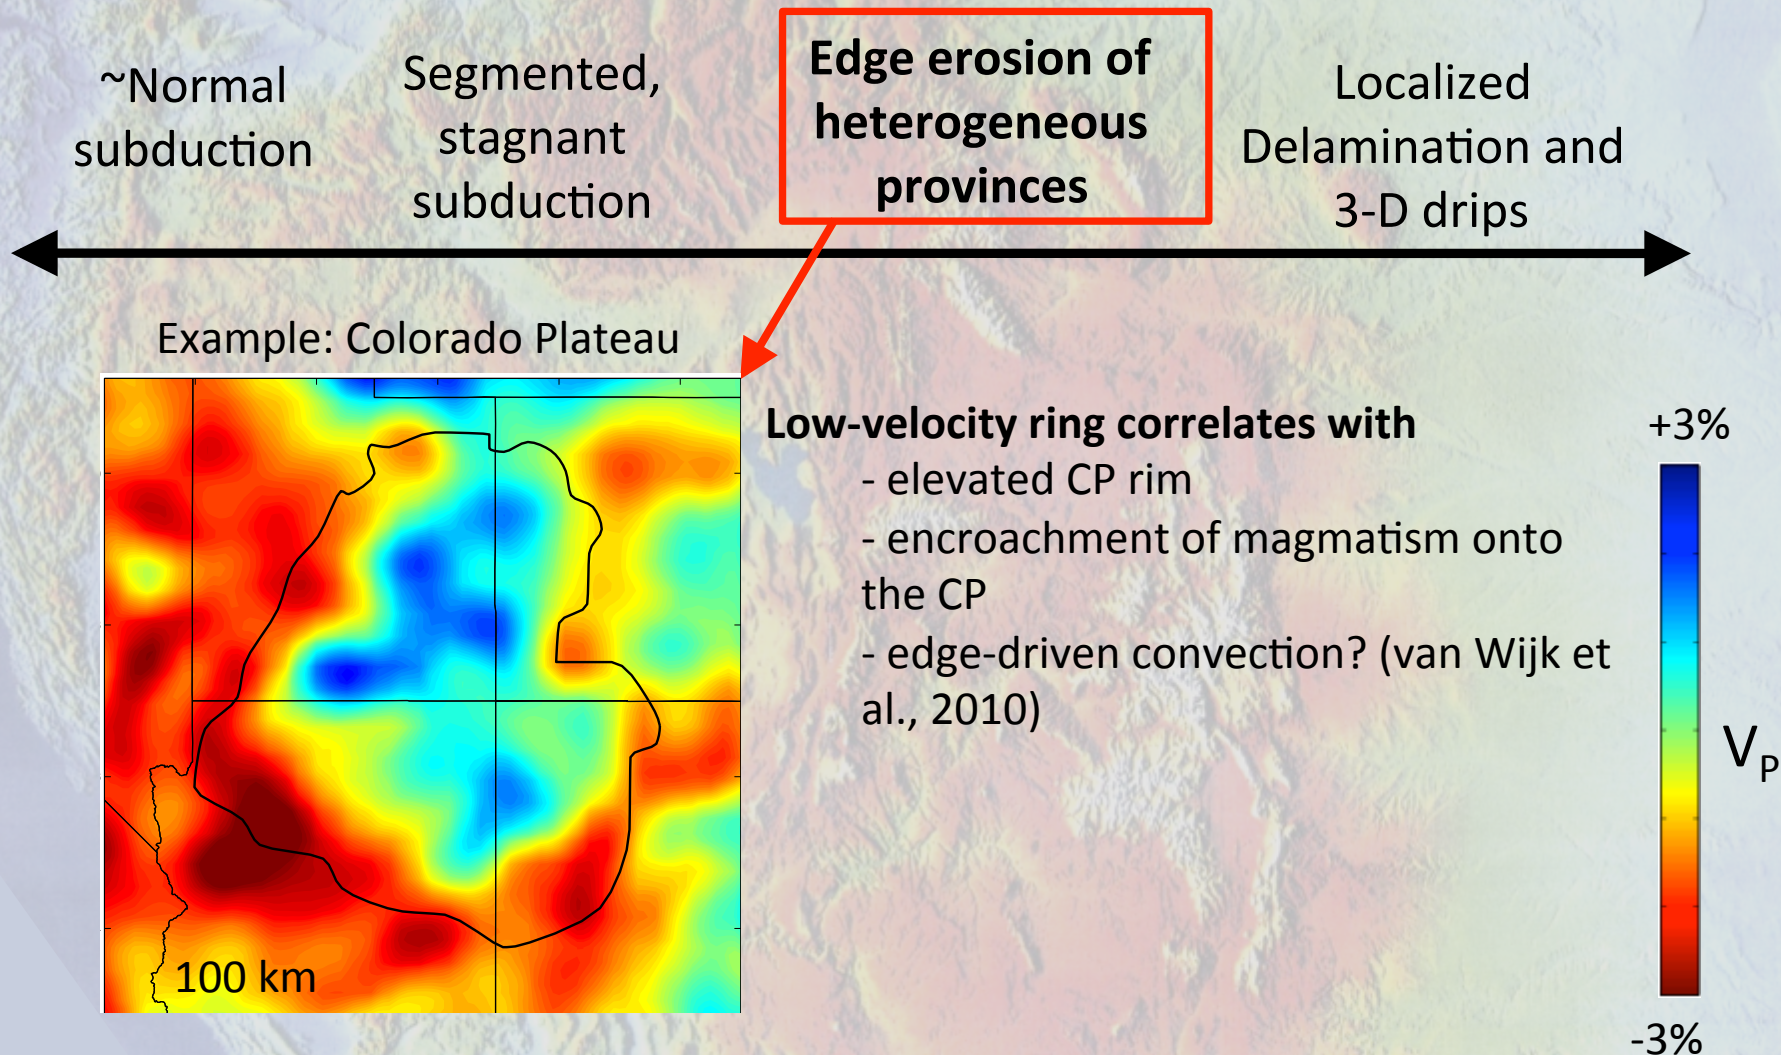 ~Normal
subduction
Segmented,
stagnant
subduction
Edge erosion of
heterogeneous
provinces
Localized
Delamination and
3-D drips
Example: Colorado Plateau
100 km
Low-velocity ring correlates with
- elevated CP rim
- encroachment of magmatism onto
the CP
- edge-driven convection? (van Wijk et
al., 2010)
+3%
VP
-3%